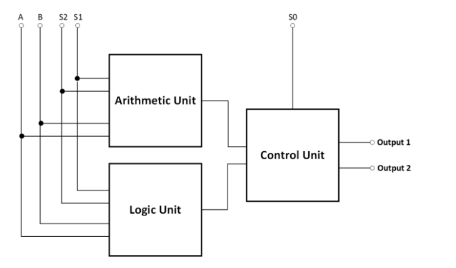 A B S2 S1 S0
Arithmetic Unit
Control Unit
Output 1
Output 2
Logic Unit